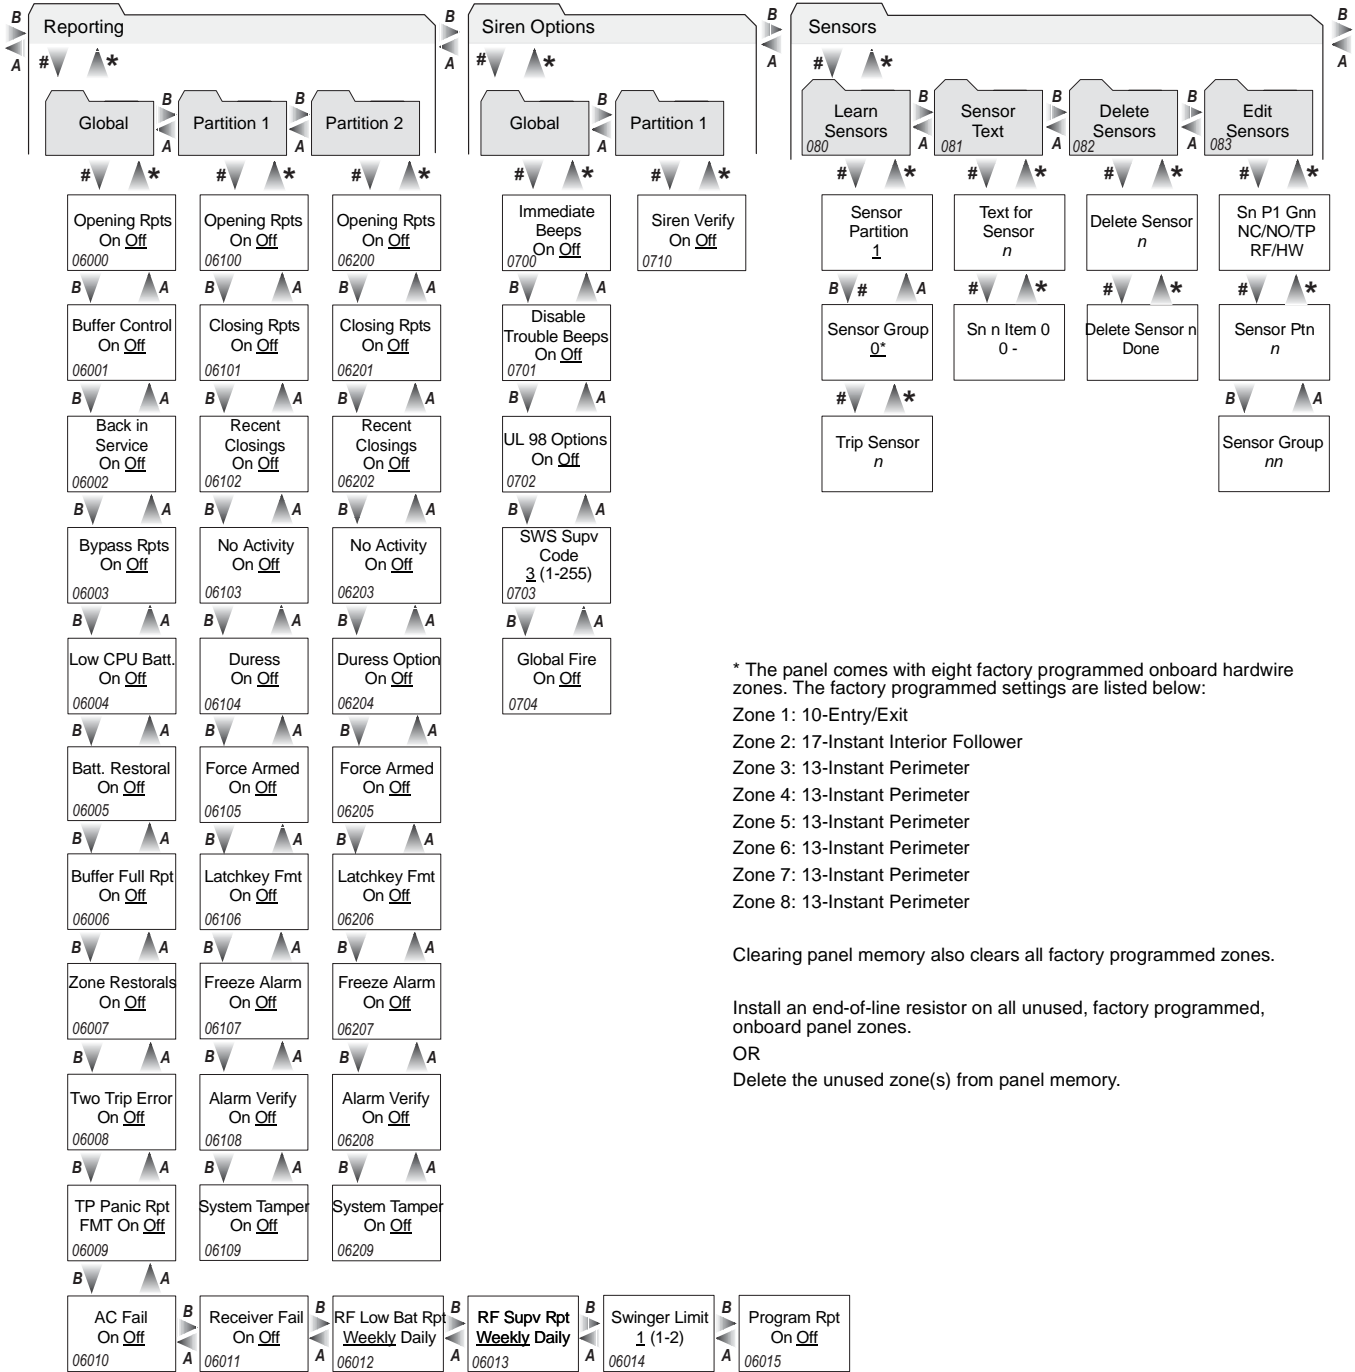 Reporting
B
A
#
*
Global
B
A
Partition 1
B
A
Partition 2
#
*
#
*
#
*
Opening Rpts
On Off
06000
B
A
Buffer Control
On Off
06001
B
A
Back in
Service
On Off
06002
B
A
Bypass Rpts
On Off
06003
B
A
Low CPU Batt.
On Off
06004
B
A
Batt. Restoral
On Off
06005
B
A
Buffer Full Rpt
On Off
06006
B
A
Zone Restorals
On Off
06007
B
A
Two Trip Error
On Off
06008
B
A
TP Panic Rpt
FMT On Off
06009
B
A
AC Fail
On Off
06010
B
A
Receiver Fail
On Off
06011
B
A
RF Low Bat Rpt
Weekly Daily
06012
B
A
RF Supv Rpt
Weekly Daily
06013
B
A
Swinger Limit
1 (1-2)
06014
B
A
Program Rpt
On Off
06015
Opening Rpts
On Off
06100
B
A
Closing Rpts
On Off
06101
B
A
Recent
Closings
On Off
06102
B
A
No Activity
On Off
06103
B
A
Duress
On Off
06104
B
A
Force Armed
On Off
06105
B
A
Latchkey Fmt
On Off
06106
B
A
Freeze Alarm
On Off
06107
B
A
Alarm Verify
On Off
06108
B
A
System Tamper
On Off
06109
Opening Rpts
On Off
06200
B
A
Closing Rpts
On Off
06201
B
A
Recent
Closings
On Off
06202
B
A
No Activity
On Off
06203
B
A
Duress Option
On Off
06204
B
A
Force Armed
On Off
06205
B
A
Latchkey Fmt
On Off
06206
B
A
Freeze Alarm
On Off
06207
B
A
Alarm Verify
On Off
06208
B
A
System Tamper
On Off
06209
B
A
Siren Options
#
*
Global
B
A
Partition 1
#
*
#
*
Immediate
Beeps
On Off
0700
B
A
Disable
Trouble Beeps
On Off
0701
B
A
UL 98 Options
On Off
0702
B
A
SWS Supv
Code
3 (1-255)
0703
B
A
Global Fire
On Off
0704
Siren Verify
On Off
0710
B
A
Sensors
B
A
#
*
Learn
Sensors
080
B
A
Sensor
Text
081
B
A
Delete
Sensors
082
B
A
Edit
Sensors
083
#
*
#
*
#
*
#
*
Sensor
Partition
1
B
#
A
Sensor Group
0*
#
*
Trip Sensor
n
Text for
Sensor
n
#
*
Sn n Item 0
0 -
Delete Sensor
n
#
*
Delete Sensor n
Done
Sn P1 Gnn
NC/NO/TP
RF/HW
#
*
Sensor Ptn
n
B
A
Sensor Group
nn
* The panel comes with eight factory programmed onboard hardwire
zones. The factory programmed settings are listed below:
Zone 1: 10-Entry/Exit
Zone 2: 17-Instant Interior Follower
Zone 3: 13-Instant Perimeter
Zone 4: 13-Instant Perimeter
Zone 5: 13-Instant Perimeter
Zone 6: 13-Instant Perimeter
Zone 7: 13-Instant Perimeter
Zone 8: 13-Instant Perimeter
Clearing panel memory also clears all factory programmed zones.
Install an end-of-line resistor on all unused, factory programmed,
onboard panel zones.
OR
Delete the unused zone(s) from panel memory.